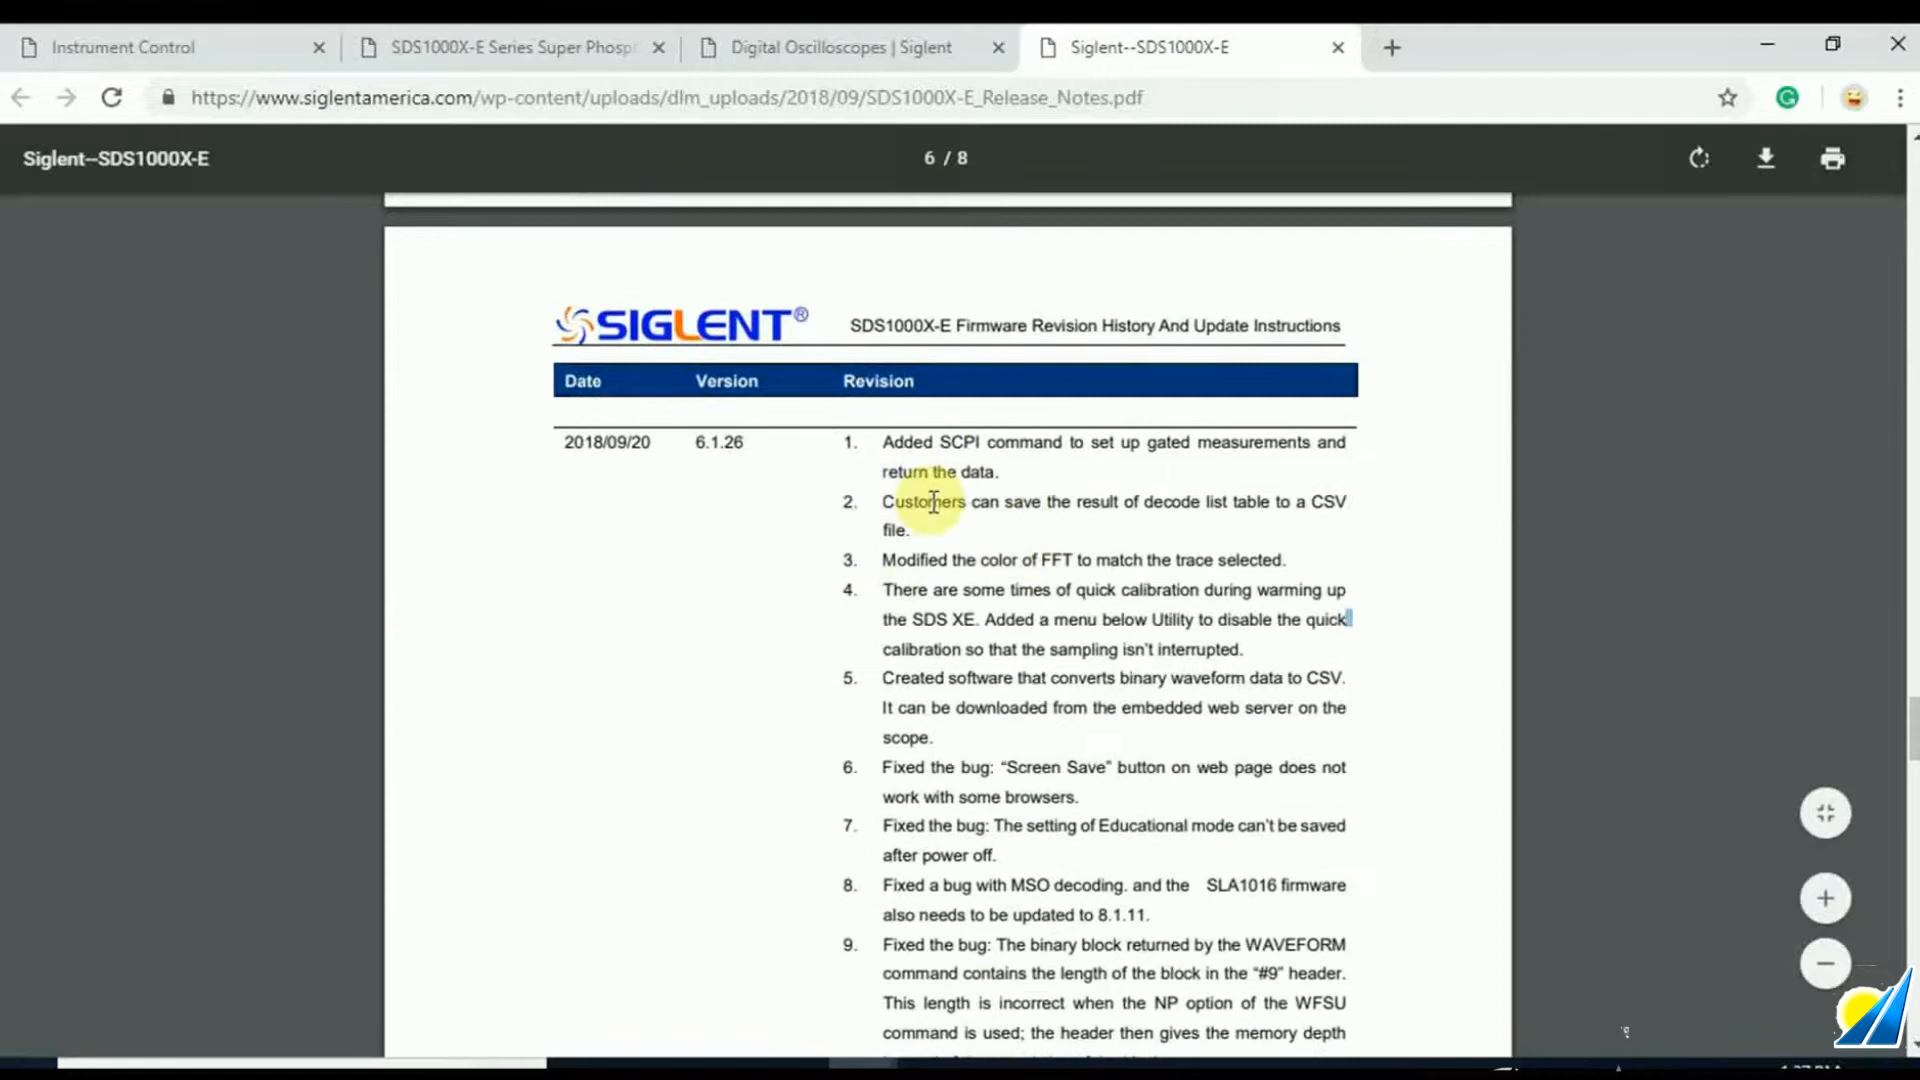 Instrument Control
SDS1000X-E Series Super Phosp
Digital Oscilloscopes | Siglent
Siglent--SDS1000X-E
https://www.siglentamerica.com/wp-content/uploads/dlm_uploads/2018/09/SDS1000X-E_Release_Notes.pdf
Siglent--SDS1000X-E
6 / 8
SIGLENT®
SDS1000X-E Firmware Revision History And Update Instructions
Date Version Revision
2018/09/20 6.1.26 1. Added SCPI command to set up gated measurements and
return the data.
2. Customers can save the result of decode list table to a CSV
file.
3. Modified the color of FFT to match the trace selected.
4. There are some times of quick calibration during warming up
the SDS XE. Added a menu below Utility to disable the quick
calibration so that the sampling isn't interrupted.
5. Created software that converts binary waveform data to CSV.
It can be downloaded from the embedded web server on the
scope.
6. Fixed the bug: “Screen Save” button on web page does not
work with some browsers.
7. Fixed the bug: The setting of Educational mode can't be saved
after power off.
8. Fixed a bug with MSO decoding. and the SLA1016 firmware
also needs to be updated to 8.1.11.
9. Fixed the bug: The binary block returned by the WAVEFORM
command contains the length of the block in the “#9” header.
This length is incorrect when the NP option of the WFSU
command is used; the header then gives the memory depth